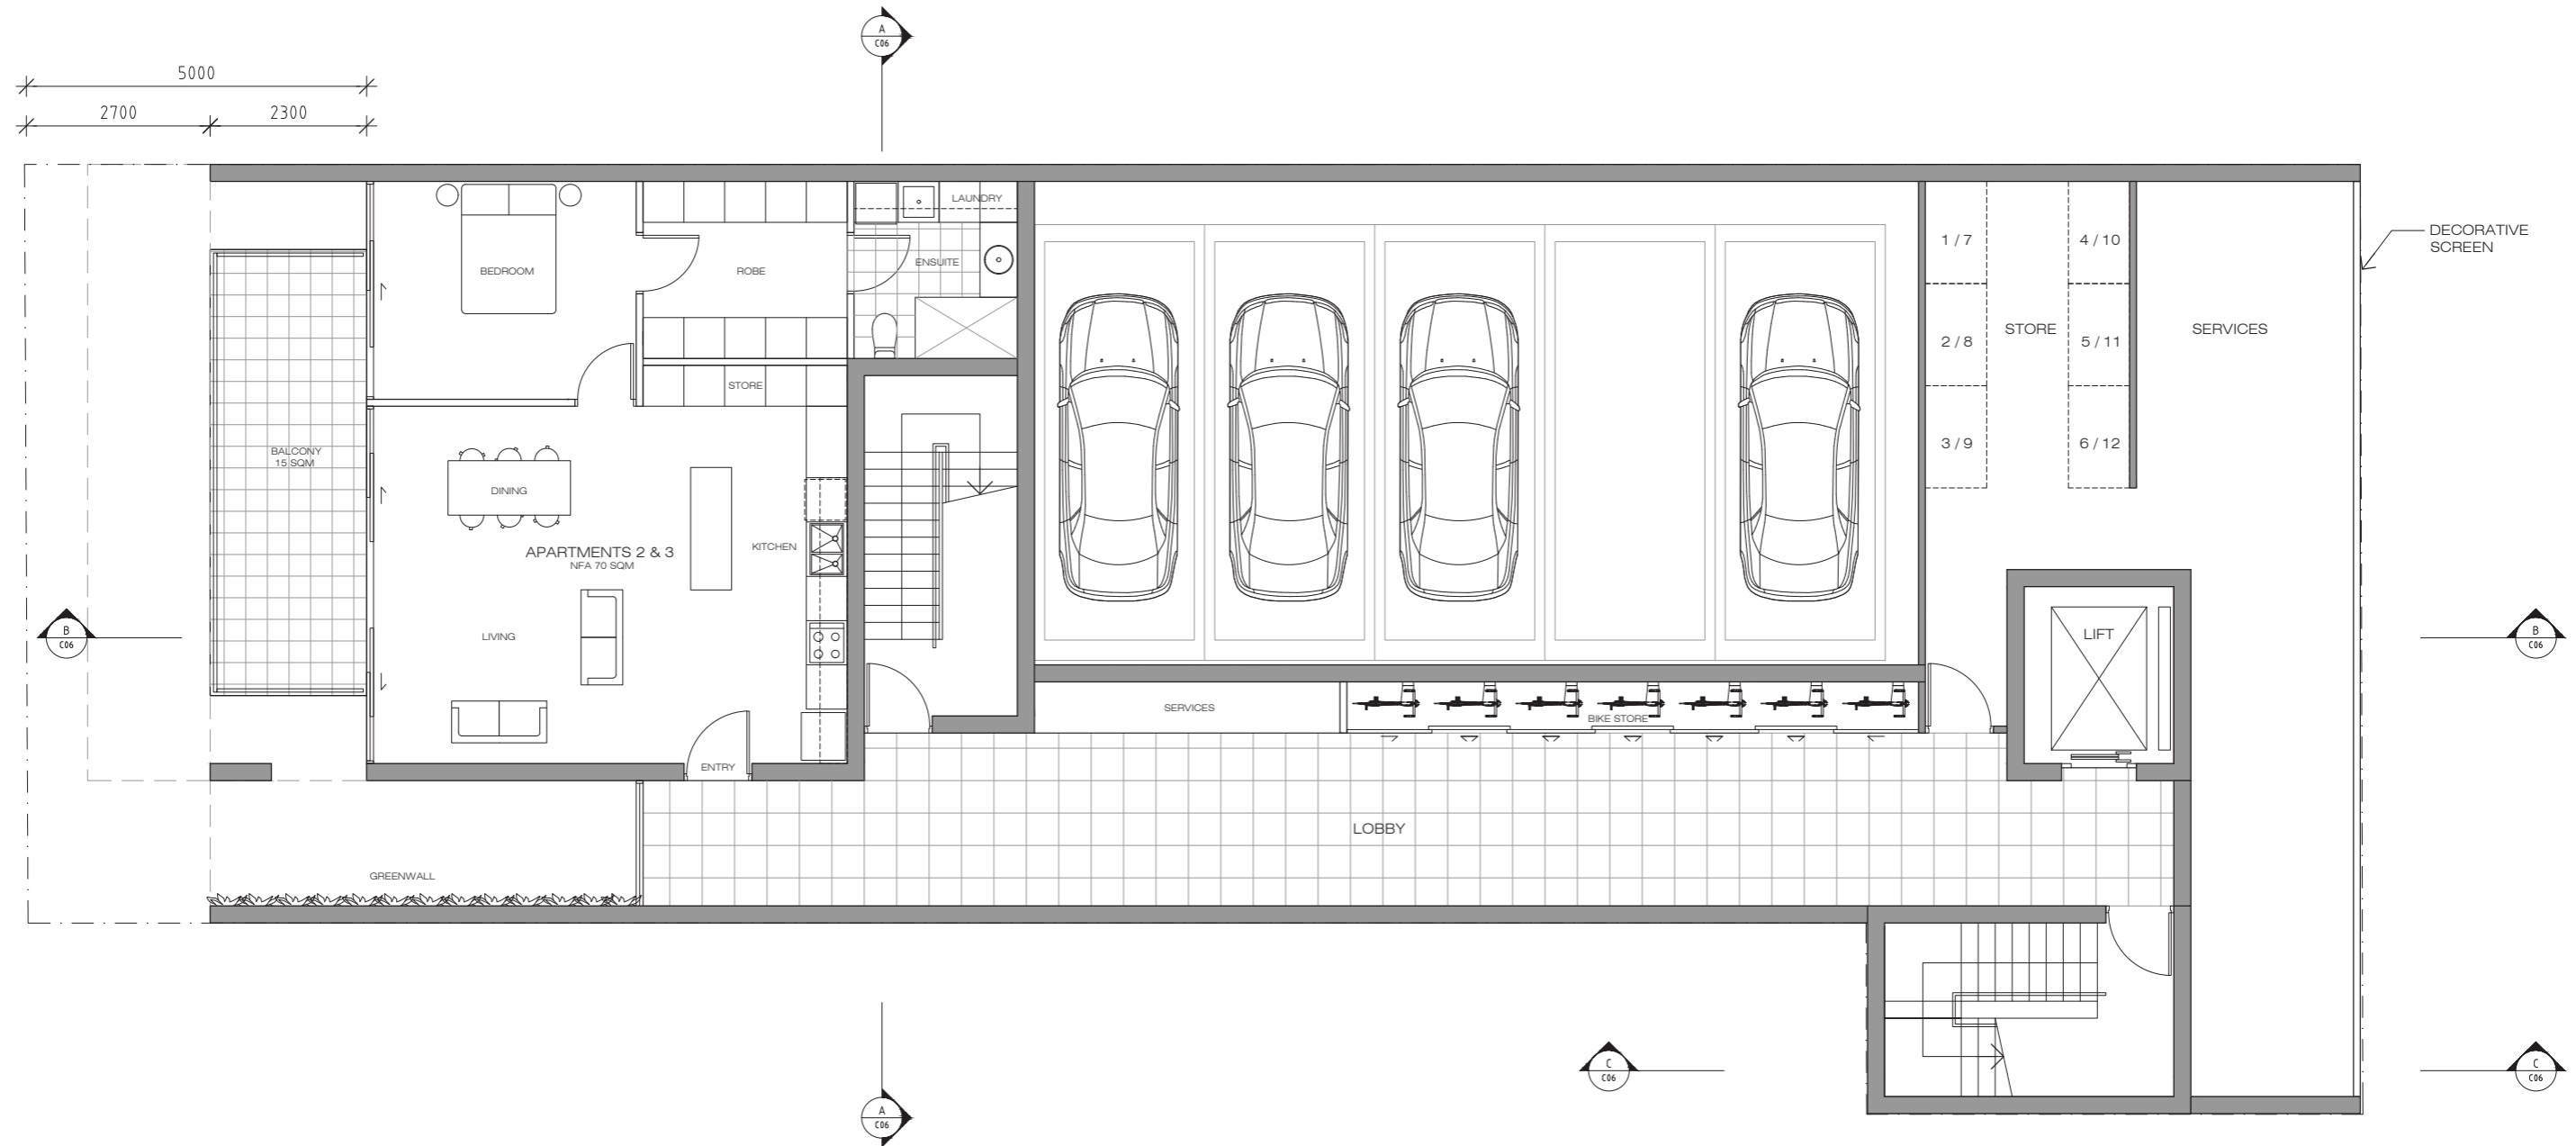 A
C06
5000
2700
2300
LAUNDRY
BEDROOM
ROBE
ENSUITE
1 / 7
4 / 10
DECORATIVE
SCREEN
2 / 8
STORE
5 / 11
SERVICES
STORE
3 / 9
6 / 12
BALCONY
15 SQM
DINING
APARTMENTS 2 & 3
NFA 70 SQM
KITCHEN
LIVING
B
C06
LIFT
B
C06
SERVICES
BIKE STORE
ENTRY
LOBBY
GREENWALL
C
C06
C
C06
A
C06